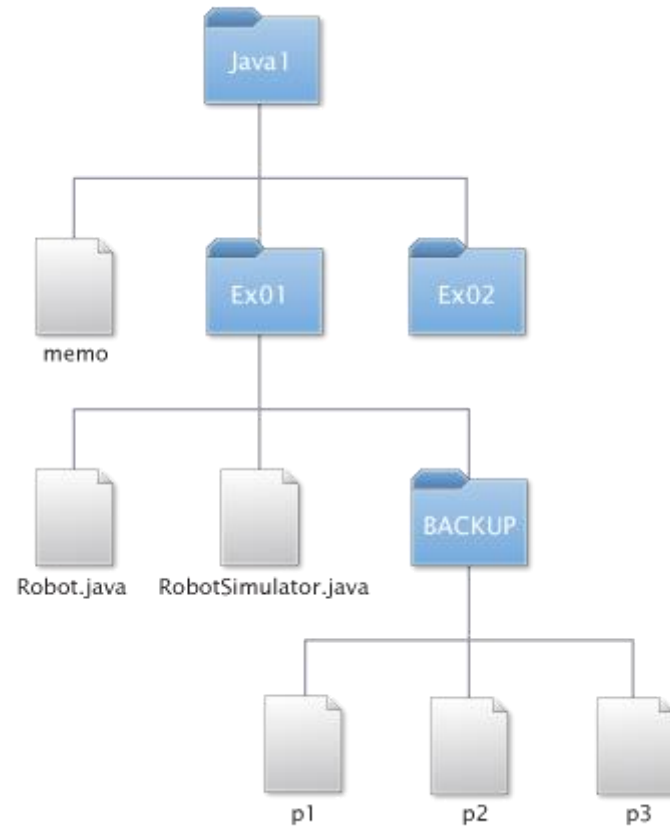 Java1
memo
Ex01
Ex02
Robot.java
RobotSimulator.java
BACKUP
p1
p2
p3